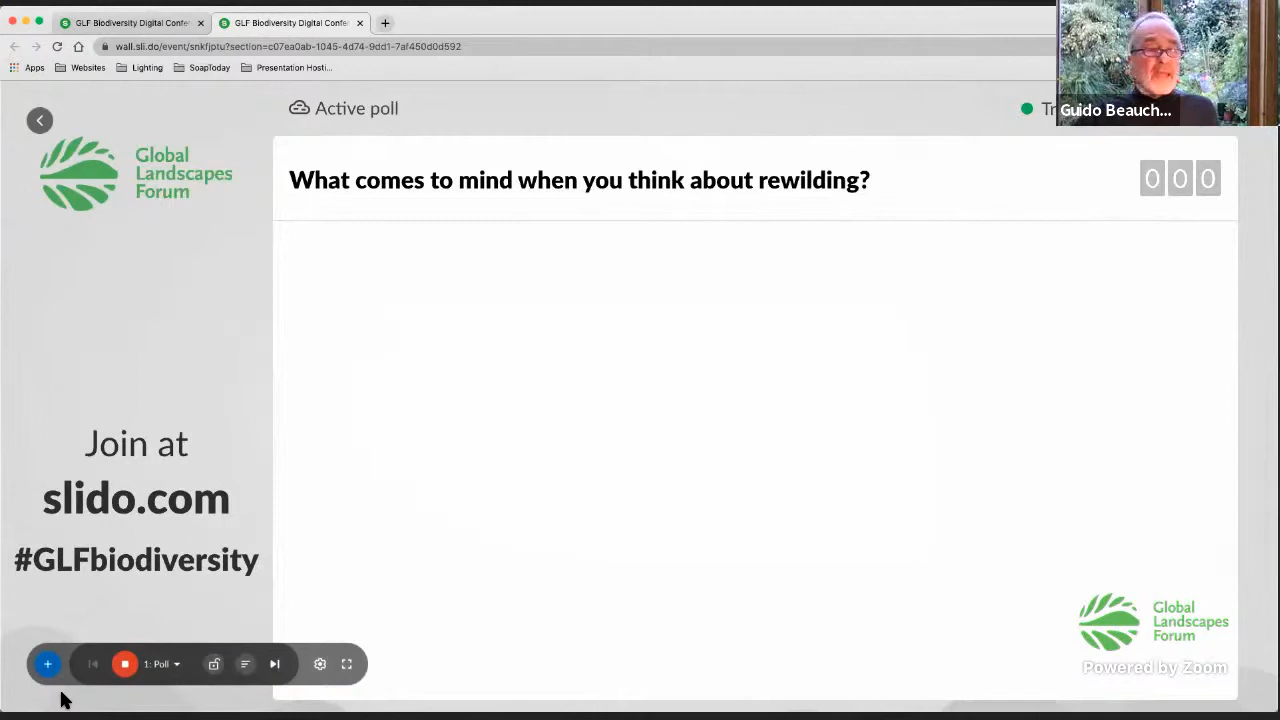 GLF Biodiversity Digital Confe
GLF Biodiversity Digital Confe
wall.sli.do/event/snkfjptu?section=c07ea0ab-1045-4d74-9dd1-7af450d0d592
Apps
Websites
Lighting
SoapToday
Presentation Hosti...
Guido Beauch...
Active poll
Tr
Global
Landscapes
Forum
What comes to mind when you think about rewilding?
0 0 0
Join at
slido.com
#GLFbiodiversity
1: Poll
Global
Landscapes
Forum
Powered by Zoom